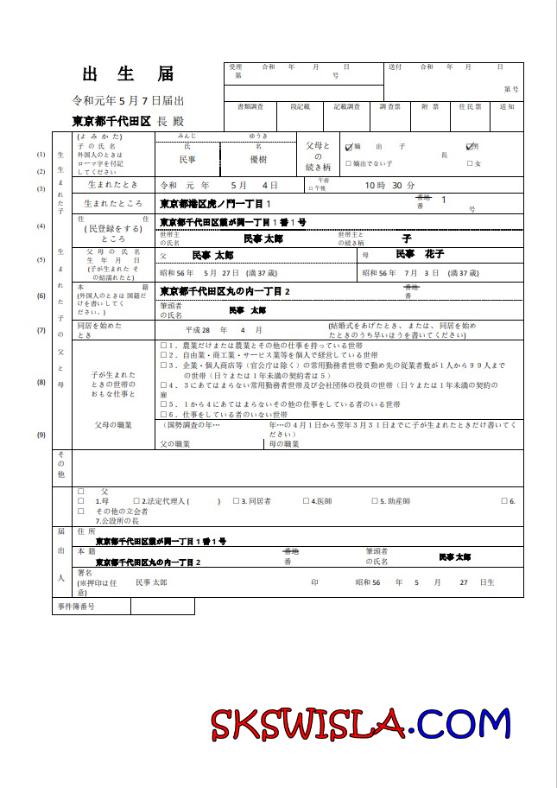 出 生 届
令和元年 5 月 7 日届出
東京都千代田区 長 殿
受理 令和 年 月 日
第 号
送付 令和 年 月 日
第 号
書類調査 戸籍記載 記載調査 調査票 附票 住民票 通知
(1)
(2)
(3)
(4)
(5)
(6)
(7)
(8)
(9)
生まれた子
(よみかた)
子の氏名
外国人のときは
ローマ字を付記
してください
みんじ ゆうき
氏 名
民事 優樹
父母と
の
続き柄
嫡出子
長
男
□嫡出でない子
□女
生まれたとき
令和 元 年 5 月 4 日
午前
□午後
10 時 30 分
生まれたところ
東京都港区虎ノ門一丁目
番地
番
1
号
住 住
(民登録をする)
ところ
東京都千代田区霞が関一丁目 1 番 1 号
世帯主
の氏名
民事 太郎
世帯主と
の続き柄
子
生まれた子の父と母
父母の氏名
生年月日
(子が生まれた そ
の結潰れたと)
父 民事 太郎
母 民事 花子
昭和 56 年 5 月 27 日 (満 37 歳)
昭和 56 年 7 月 3 日 (満 37 歳)
本 籍
(外国人のときは 国籍だ
けを書いしてく
ださい。)
東京都千代田区丸の内一丁目 2
番地
番
筆頭者
の氏名
民事 太郎
同居を始めた
とき
平成 28 年 4 月
(結婚式をあげたとき、または、同居を始め
たときのうち早いほうを書いてください)
子が生まれた
ときの世帯の
おもな仕事と
□1. 農業だけまたは農業とその他の仕事を持っている世帯
□2. 自由業・商工業・サービス業等を個人で経営している世帯
□3. 企業・個人商店等(官公庁は除く)の常用勤務者世帯で勤め先の従業者数が1人から99人まで
の世帯(日々または1年未満の契約者は5)
□4. 3にあてはまらない常用勤務者世帯及び会社団体の役員の世帯(日々または1年未満の契約の
雇
□5. 1から4にあてはまらないその他の仕事をしている者のいる世帯
□6. 仕事をしている者のいない世帯
父母の職業
(国勢調査の年… 年…の4月1日から翌年3月31日までに子が生まれたときだけ書いてく
ださい)
父の職業 母の職業
その他
届出人
□ 父
□ 1.母 □ 2.法定代理人( ) □ 3.同居者 □ 4.医師 □ 5.助産師 □ 6.
□ その他の立会者
7.公設所の長
住 所
東京都千代田区霞が関一丁目 1 番 1 号
本 籍
東京都千代田区丸の内一丁目 2
番地
番
筆頭者
の氏名
民事 太郎
署名
(※押印は任
意)
民事 太郎
印
昭和 56 年 5 月 27 日生
事件簿番号
SKSWISLA.COM